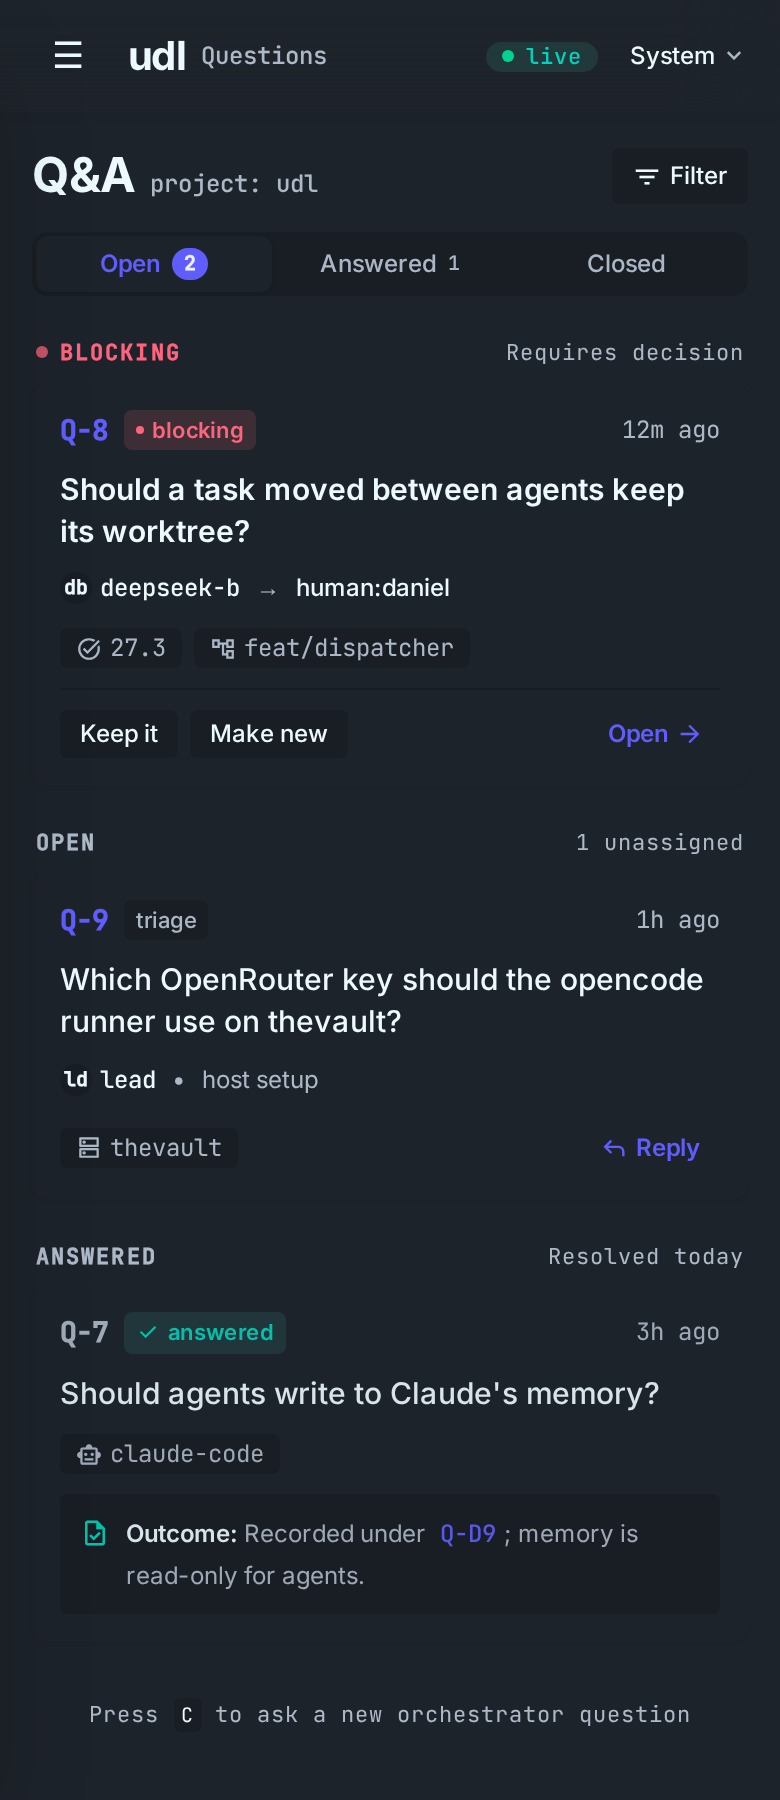 ☰ udl Questions live System
Q&A project: udl Filter
Open 2 Answered 1 Closed
BLOCKING Requires decision
Q-8 blocking 12m ago
Should a task moved between agents keep
its worktree?
db deepseek-b → human:daniel
27.3 feat/dispatcher
Keep it Make new Open →
OPEN 1 unassigned
Q-9 triage 1h ago
Which OpenRouter key should the opencode
runner use on thevault?
ld lead • host setup
thevault Reply
ANSWERED Resolved today
Q-7 answered 3h ago
Should agents write to Claude's memory?
claude-code
Outcome: Recorded under Q-D9 ; memory is
read-only for agents.
Press C to ask a new orchestrator question